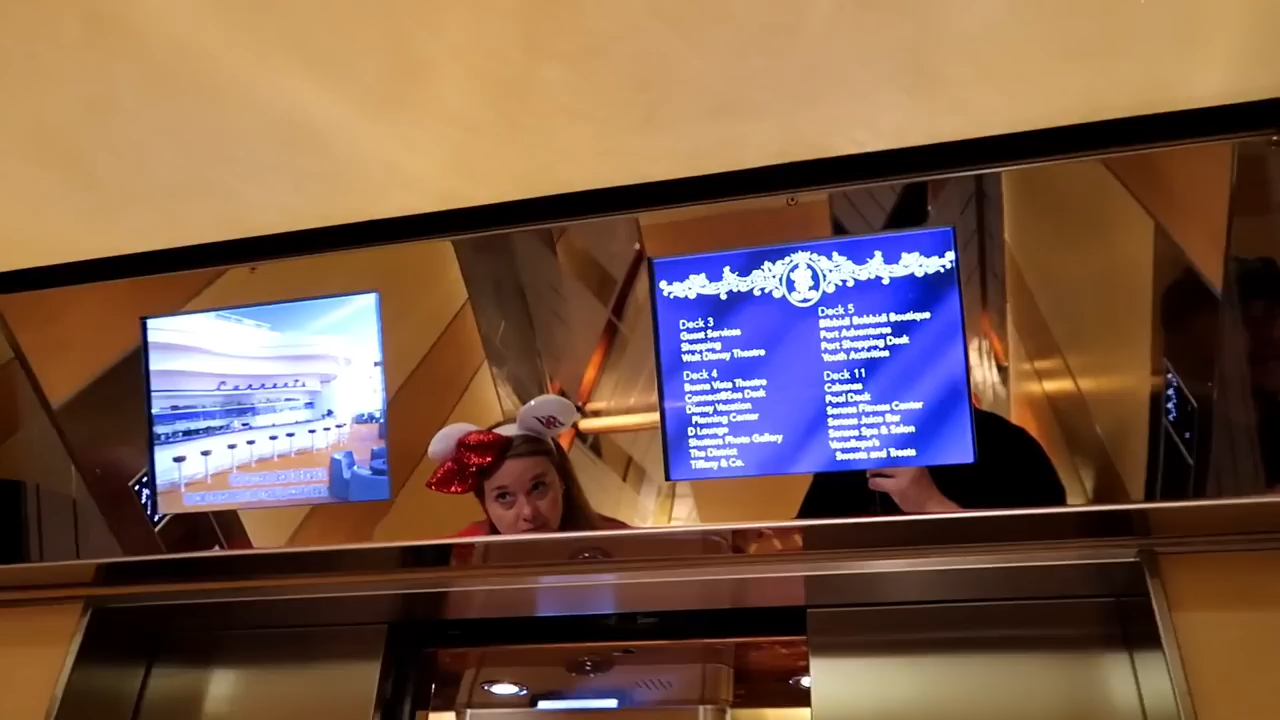 Currents
Deck 3
Guest Services
Shopping
Walt Disney Theatre
Deck 4
Buena Vista Theatre
Connect@Sea Desk
Disney Vacation
Planning Center
D Lounge
Shutters Photo Gallery
The District
Tiffany & Co.
Deck 5
Bibbidi Bobbidi Boutique
Port Adventures
Port Shopping Desk
Youth Activities
Deck 11
Cabanas
Pool Deck
Senses Fitness Center
Senses Juice Bar
Senses Spa & Salon
Vanellope's
Sweets and Treats